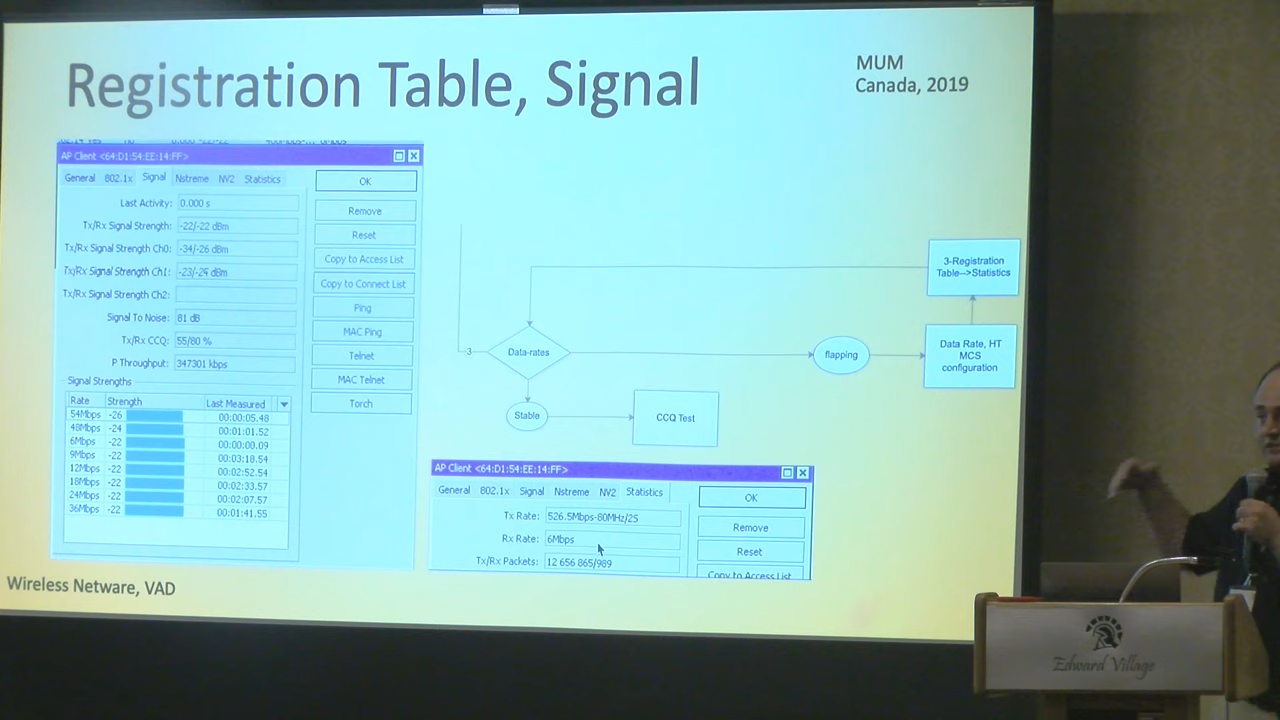 Registration Table, Signal
MUM
Canada, 2019
AP Client <64:D1:54:EE:14:FF>
General 802.1x Signal Nstreme NV2 Statistics
Last Activity: 0.000 s
Tx/Rx Signal Strength: -22/-22 dBm
Tx/Rx Signal Strength Ch0: -34/-26 dBm
Tx/Rx Signal Strength Ch1: -23/-24 dBm
Tx/Rx Signal Strength Ch2:
Signal To Noise: 81 dB
Tx/Rx CCQ: 55/80 %
P Throughput: 347301 kbps
Signal Strengths
Rate Strength Last Measured
54Mbps -26 00:00:05.48
48Mbps -24 00:01:01.52
6Mbps -22 00:00:00.09
9Mbps -22 00:03:18.54
12Mbps -22 00:02:52.54
18Mbps -22 00:02:33.57
24Mbps -22 00:02:07.57
36Mbps -22 00:01:41.55
OK
Remove
Reset
Copy to Access List
Copy to Connect List
Ping
MAC Ping
Telnet
MAC Telnet
Torch
3-Registration
Table-->Statistics
3
Data-rates
flapping
Data Rate, HT
MCS
configuration
Stable
CCQ Test
AP Client <64:D1:54:EE:14:FF>
General 802.1x Signal Nstreme NV2 Statistics
Tx Rate: 526.5Mbps-80MHz/2S
Rx Rate: 6Mbps
Tx/Rx Packets: 12 656 865/989
OK
Remove
Reset
Copy to Access List
Wireless Netware, VAD
Edward Village